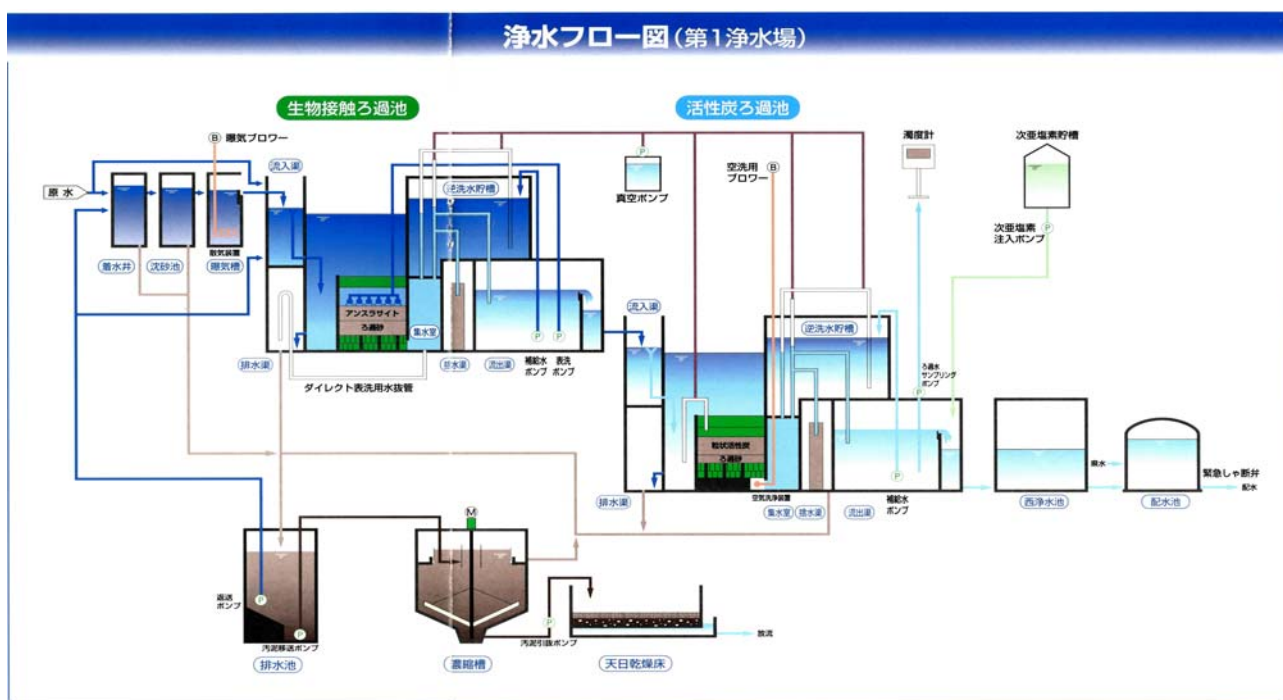 浄水フロー図(第1浄水場)
生物接触ろ過池
活性炭ろ過池
B 曝気ブロワー
流入渠
逆洗水貯槽
P
真空ポンプ
空洗用
ブロワー
B
濁度計
次亜塩素貯槽
次亜塩素
注入ポンプ
P
原水
散気装置
着水井
沈砂池
曝気槽
アンスラサイト
ろ過砂
集水室
排水渠
排水渠
流出渠
補給水
ポンプ
P
表洗
ポンプ
P
ダイレクト表洗用水抜管
流入渠
逆洗水貯槽
ろ過水
サンプリング
ポンプ
P
粒状活性炭
ろ過砂
空気洗浄装置
排水渠
集水室
排水渠
流出渠
補給水
ポンプ
P
西浄水池
県水
配水池
緊急しゃ断弁
配水
返送
ポンプ
P
汚泥移送ポンプ
P
排水池
M
濃縮槽
P
汚泥引抜ポンプ
天日乾燥床
放流